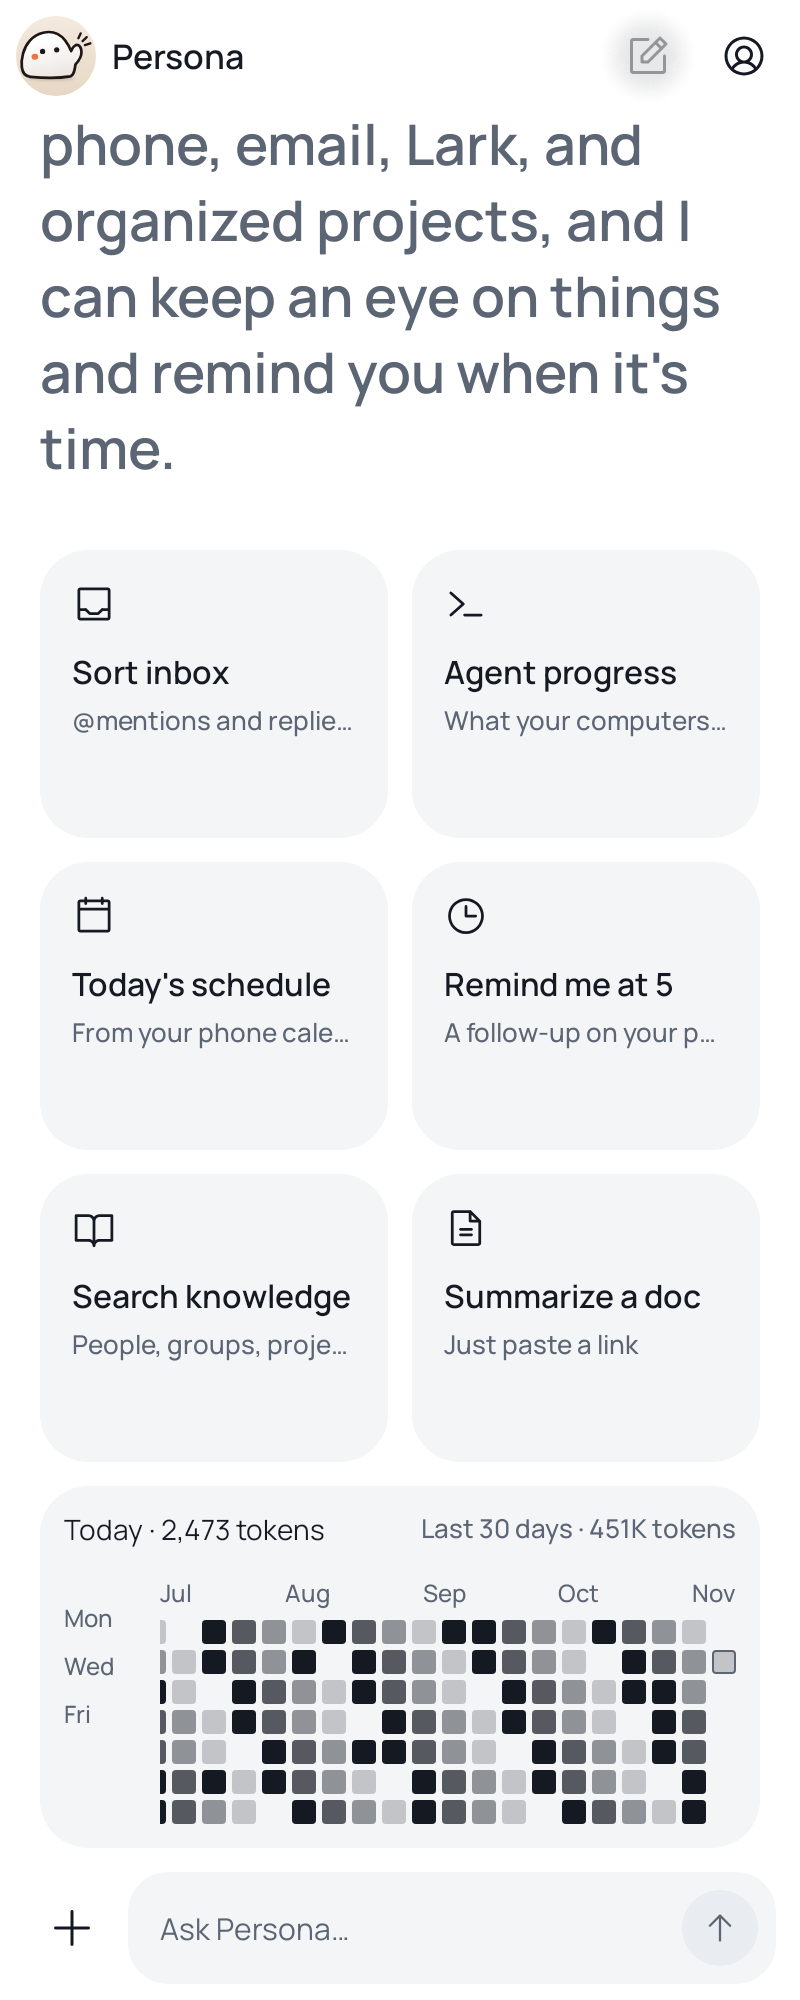 Persona
phone, email, Lark, and
organized projects, and I
can keep an eye on things
and remind you when it's
time.
Sort inbox
@mentions and replie...
Agent progress
What your computers...
Today's schedule
From your phone cale...
Remind me at 5
A follow-up on your p...
Search knowledge
People, groups, proje...
Summarize a doc
Just paste a link
Today · 2,473 tokens
Last 30 days · 451K tokens
Jul Aug Sep Oct Nov
Mon
Wed
Fri
Ask Persona...